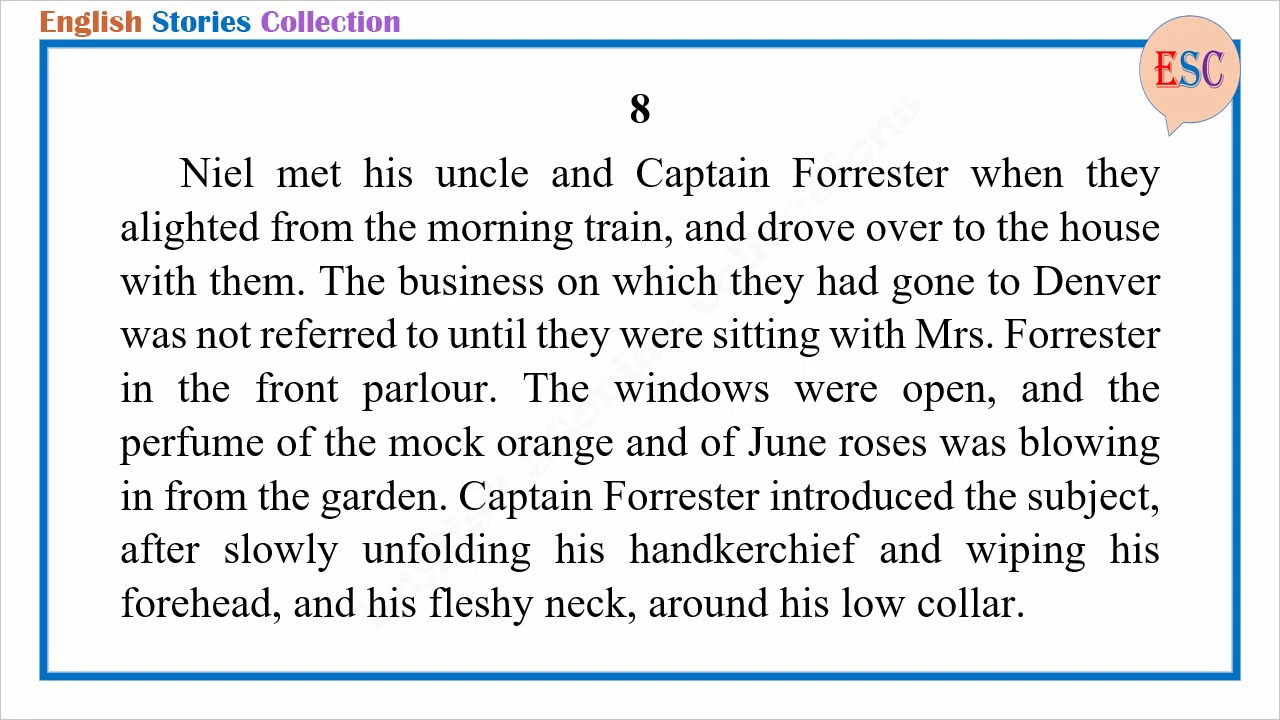 English Stories Collection
ESC
8
Niel met his uncle and Captain Forrester when they
alighted from the morning train, and drove over to the house
with them. The business on which they had gone to Denver
was not referred to until they were sitting with Mrs. Forrester
in the front parlour. The windows were open, and the
perfume of the mock orange and of June roses was blowing
in from the garden. Captain Forrester introduced the subject,
after slowly unfolding his handkerchief and wiping his
forehead, and his fleshy neck, around his low collar.